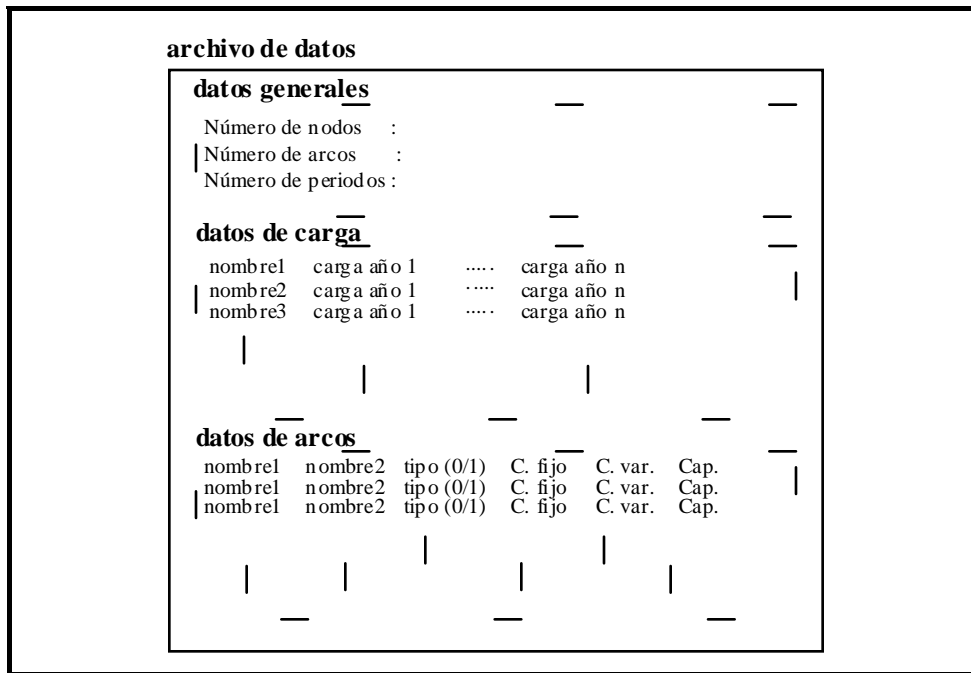 archivo de datos
datos generales
Número de nodos :
Número de arcos :
Número de periodos :
datos de carga
nombre1 carga año 1 ..... carga año n
nombre2 carga año 1 ..... carga año n
nombre3 carga año 1 ..... carga año n
datos de arcos
nombre1 nombre2 tipo (0/1) C. fijo C. var. Cap.
nombre1 nombre2 tipo (0/1) C. fijo C. var. Cap.
nombre1 nombre2 tipo (0/1) C. fijo C. var. Cap.